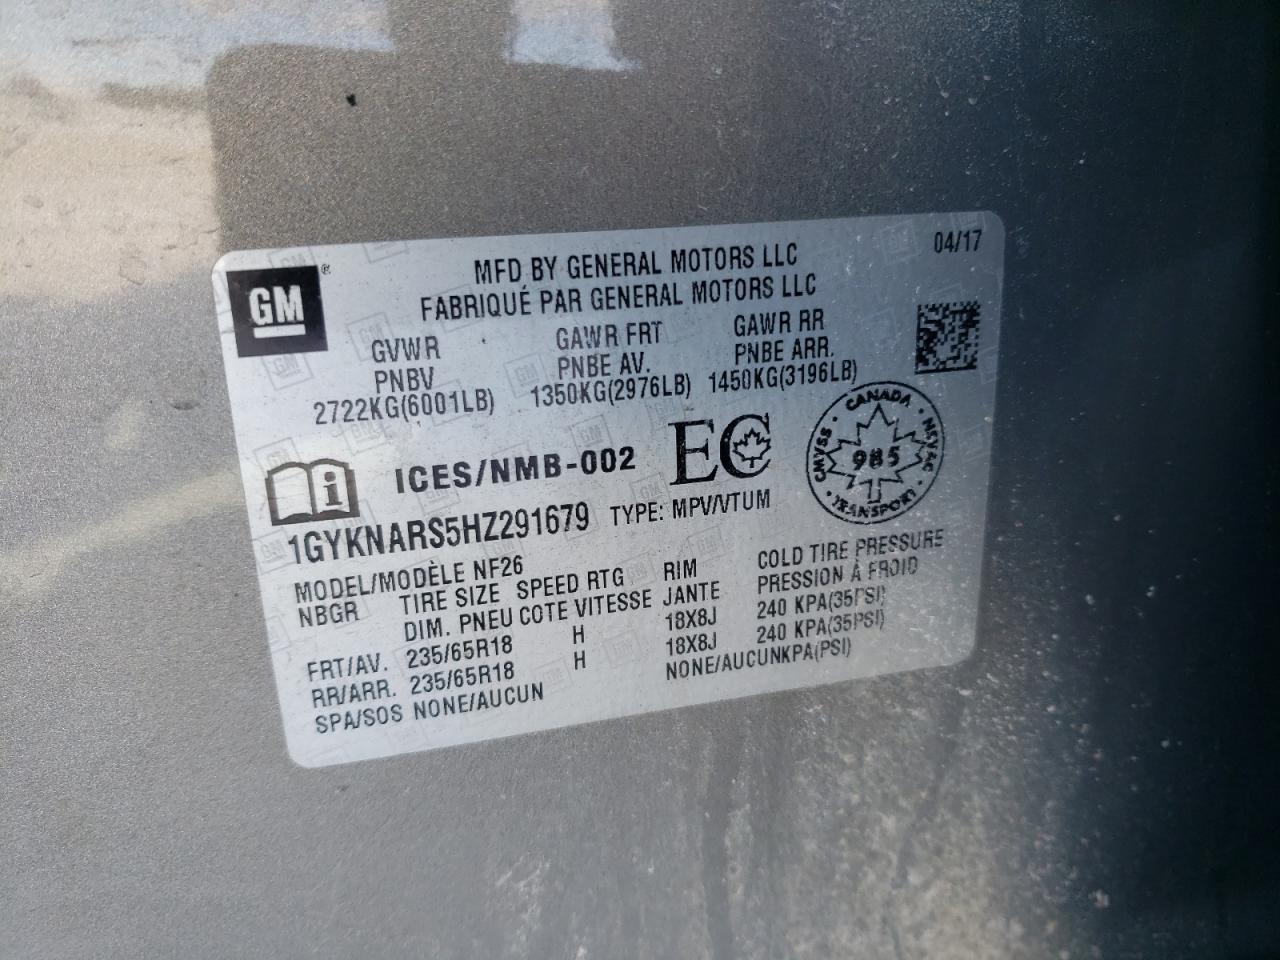 GM
04/17
MFD BY GENERAL MOTORS LLC
FABRIQUÉ PAR GENERAL MOTORS LLC
GVWR GAWR FRT GAWR RR
PNBV PNBE AV. PNBE ARR.
2722KG(6001LB) 1350KG(2976LB) 1450KG(3196LB)
ICES/NMB-002 EC
CANADA
CMVSS 985 NSVAC
TRANSPORT
1GYKNARS5HZ291679 TYPE: MPV/VTUM
MODEL/MODÈLE NF26
NBGR TIRE SIZE SPEED RTG RIM COLD TIRE PRESSURE
DIM. PNEU COTE VITESSE JANTE PRESSION À FROID
FRT/AV. 235/65R18 H 18X8J 240 KPA(35PSI)
RR/ARR. 235/65R18 H 18X8J 240 KPA(35PSI)
SPA/SOS NONE/AUCUN NONE/AUCUNKPA(PSI)